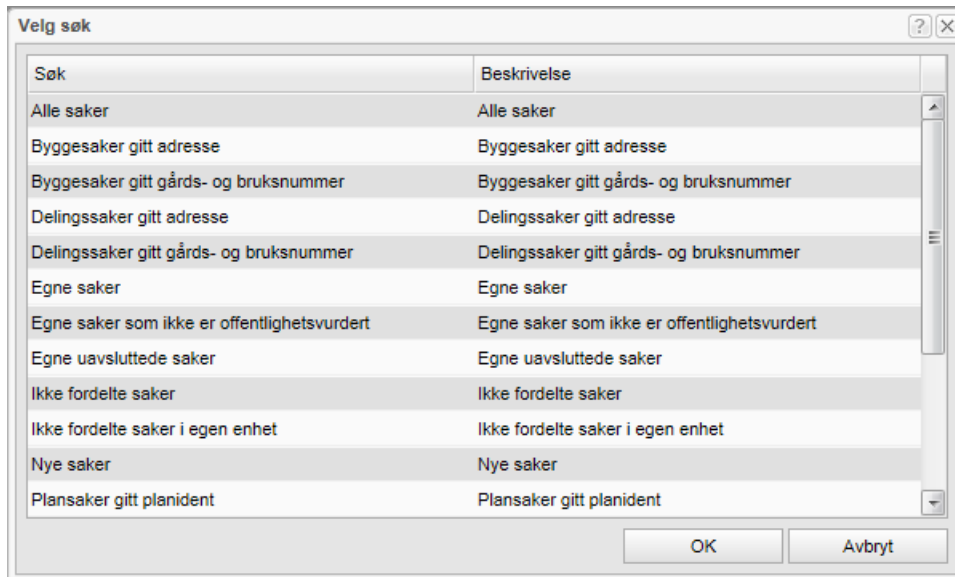 Velg søk
Søk Beskrivelse
Alle saker Alle saker
Byggesaker gitt adresse Byggesaker gitt adresse
Byggesaker gitt gårds- og bruksnummer Byggesaker gitt gårds- og bruksnummer
Delingssaker gitt adresse Delingssaker gitt adresse
Delingssaker gitt gårds- og bruksnummer Delingssaker gitt gårds- og bruksnummer
Egne saker Egne saker
Egne saker som ikke er offentlighetsvurdert Egne saker som ikke er offentlighetsvurdert
Egne uavsluttede saker Egne uavsluttede saker
Ikke fordelte saker Ikke fordelte saker
Ikke fordelte saker i egen enhet Ikke fordelte saker i egen enhet
Nye saker Nye saker
Plansaker gitt planident Plansaker gitt planident
OK Avbryt